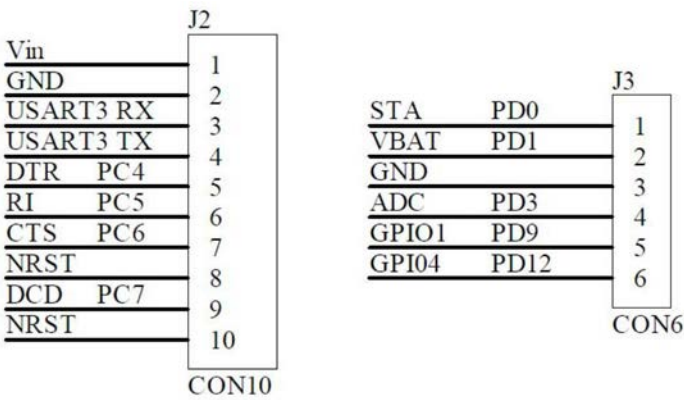 J2
Vin 1
GND 2
USART3 RX 3
USART3 TX 4
DTR PC4 5
RI PC5 6
CTS PC6 7
NRST 8
DCD PC7 9
NRST 10
CON10
J3
STA PD0 1
VBAT PD1 2
GND 3
ADC PD3 4
GPIO1 PD9 5
GPI04 PD12 6
CON6